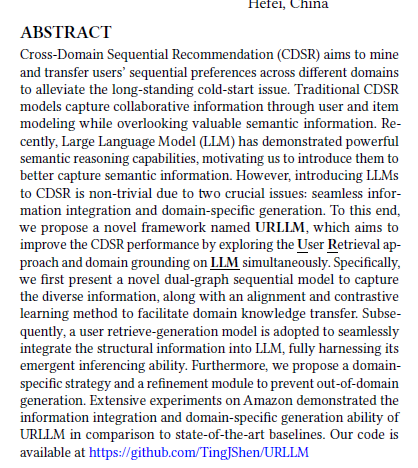 Hefei, China
ABSTRACT
Cross-Domain Sequential Recommendation (CDSR) aims to mine
and transfer users' sequential preferences across different domains
to alleviate the long-standing cold-start issue. Traditional CDSR
models capture collaborative information through user and item
modeling while overlooking valuable semantic information. Re-
cently, Large Language Model (LLM) has demonstrated powerful
semantic reasoning capabilities, motivating us to introduce them to
better capture semantic information. However, introducing LLMs
to CDSR is non-trivial due to two crucial issues: seamless infor-
mation integration and domain-specific generation. To this end,
we propose a novel framework named URLLM, which aims to
improve the CDSR performance by exploring the User Retrieval ap-
proach and domain grounding on LLM simultaneously. Specifically,
we first present a novel dual-graph sequential model to capture
the diverse information, along with an alignment and contrastive
learning method to facilitate domain knowledge transfer. Subse-
quently, a user retrieve-generation model is adopted to seamlessly
integrate the structural information into LLM, fully harnessing its
emergent inferencing ability. Furthermore, we propose a domain-
specific strategy and a refinement module to prevent out-of-domain
generation. Extensive experiments on Amazon demonstrated the
information integration and domain-specific generation ability of
URLLM in comparison to state-of-the-art baselines. Our code is
available at https://github.com/TingJShen/URLLM